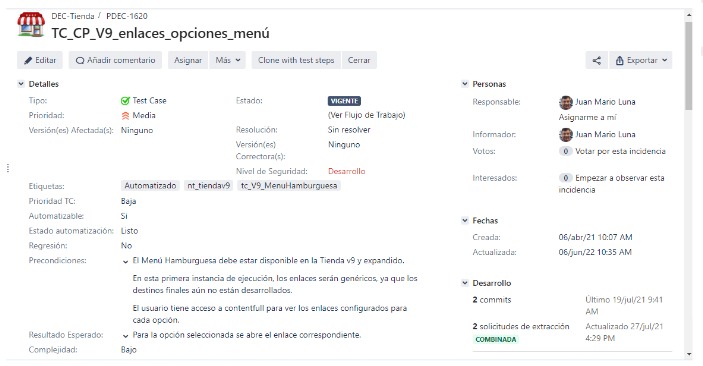 DEC-Tienda / PDEC-1620
TC_CP_V9_enlaces_opciones_menú
Editar
Añadir comentario
Asignar
Más
Clone with test steps
Cerrar
Exportar
Detalles
Tipo: Test Case
Prioridad: Media
Versión(es) Afectada(s): Ninguno
Estado: VIGENTE
(Ver Flujo de Trabajo)
Resolución: Sin resolver
Versión(es) Ninguno
Correctora(s):
Nivel de Seguridad: Desarrollo
Etiquetas: Automatizado nt_tiendav9 tc_V9_MenuHamburguesa
Prioridad TC: Baja
Automatizable: Si
Estado automatización: Listo
Regresión: No
Precondiciones: El Menú Hamburguesa debe estar disponible en la Tienda v9 y expandido.
En esta primera instancia de ejecución, los enlaces serán genéricos, ya que los
destinos finales aún no están desarrollados.
El usuario tiene acceso a contentfull para ver los enlaces configurados para
cada opción.
Resultado Esperado: Para la opción seleccionada se abre el enlace correspondiente.
Complejidad: Bajo
Personas
Responsable: Juan Mario Luna
Asignarme a mí
Informador: Juan Mario Luna
Votos: 0 Votar por esta incidencia
Interesados: 0 Empezar a observar esta
incidencia
Fechas
Creada: 06/abr/21 10:07 AM
Actualizada: 06/jun/22 10:35 AM
Desarrollo
2 commits Último 19/jul/21 9:41
AM
2 solicitudes de extracción Actualizado 27/jul/21
COMBINADA 4:29 PM